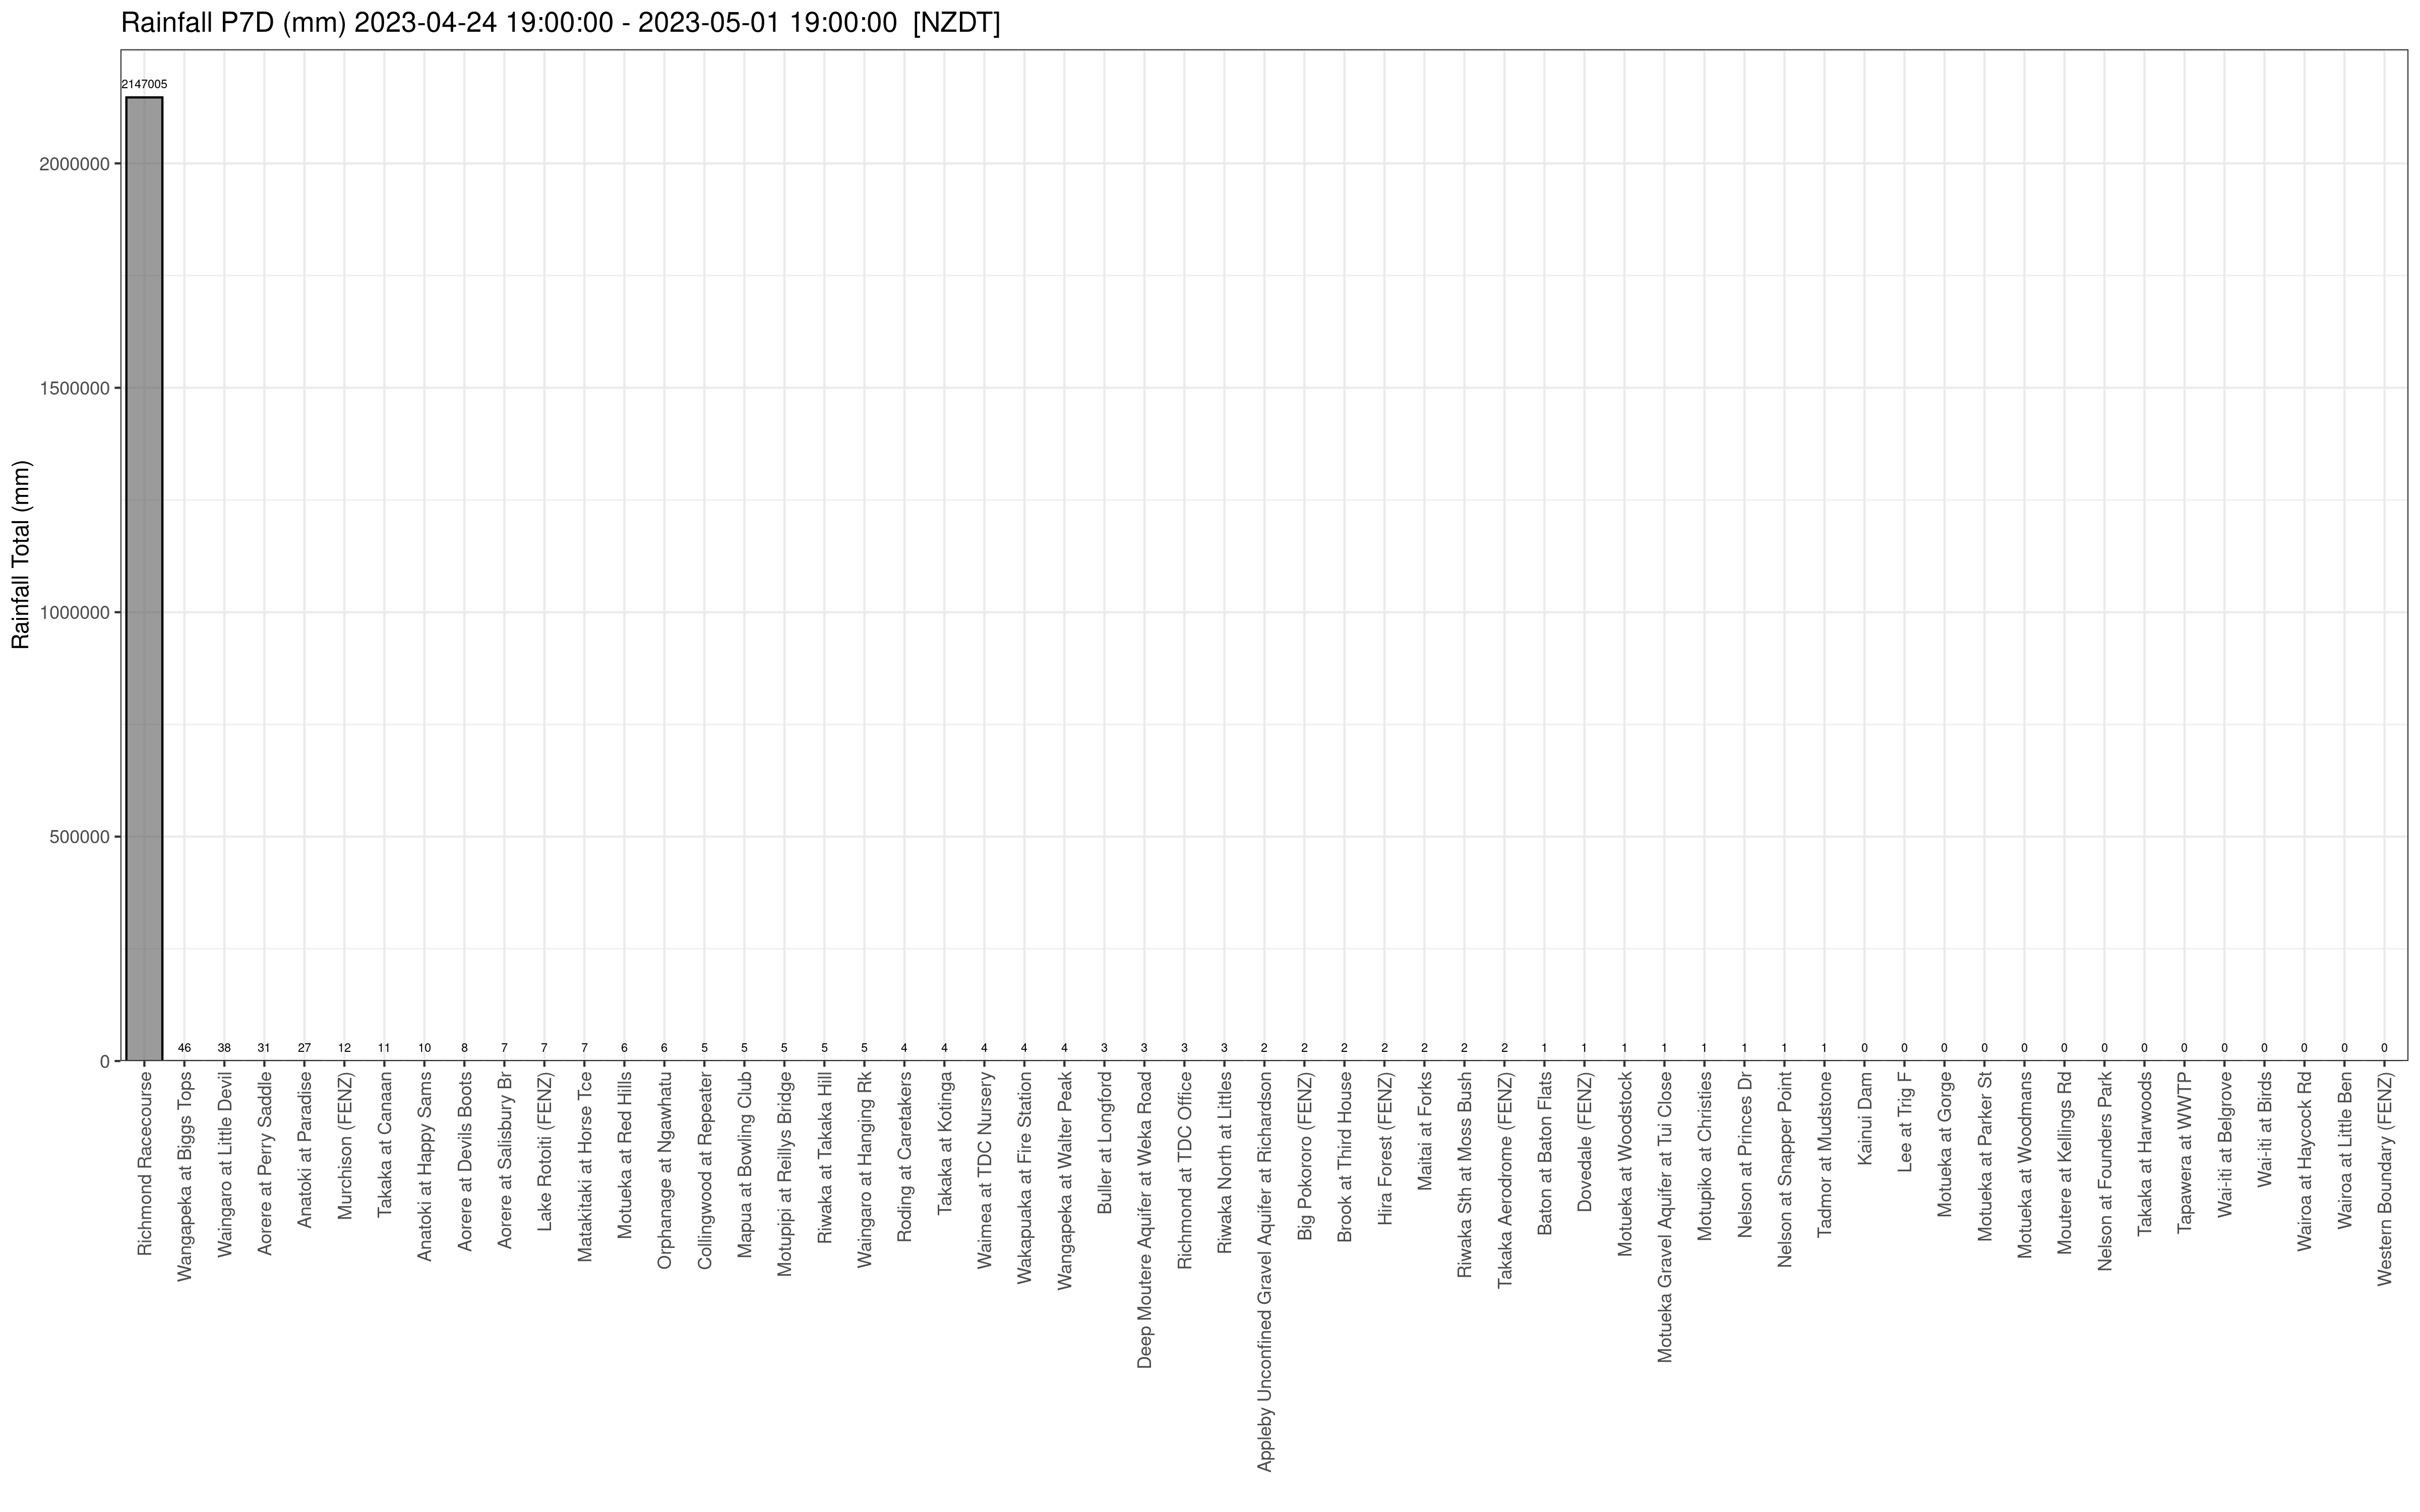 Rainfall P7D (mm) 2023-04-24 19:00:00 - 2023-05-01 19:00:00  [NZDT]
Rainfall Total (mm)
2000000
1500000
1000000
500000
0
2147005
46
38
31
27
12
11
10
8
7
7
7
6
6
5
5
5
5
5
4
4
4
4
4
3
3
3
3
2
2
2
2
2
2
2
1
1
1
1
1
1
1
1
0
0
0
0
0
0
0
0
0
0
0
0
0
0
Richmond Racecourse
Wangapeka at Biggs Tops
Waingaro at Little Devil
Aorere at Perry Saddle
Anatoki at Paradise
Murchison (FENZ)
Takaka at Canaan
Anatoki at Happy Sams
Aorere at Devils Boots
Aorere at Salisbury Br
Lake Rotoiti (FENZ)
Matakitaki at Horse Tce
Motueka at Red Hills
Orphanage at Ngawhatu
Collingwood at Repeater
Mapua at Bowling Club
Motupipi at Reillys Bridge
Riwaka at Takaka Hill
Waingaro at Hanging Rk
Roding at Caretakers
Takaka at Kotinga
Waimea at TDC Nursery
Wakapuaka at Fire Station
Wangapeka at Walter Peak
Buller at Longford
Deep Moutere Aquifer at Weka Road
Richmond at TDC Office
Riwaka North at Littles
Appleby Unconfined Gravel Aquifer at Richardson
Big Pokororo (FENZ)
Brook at Third House
Hira Forest (FENZ)
Maitai at Forks
Riwaka Sth at Moss Bush
Takaka Aerodrome (FENZ)
Baton at Baton Flats
Dovedale (FENZ)
Motueka at Woodstock
Motueka Gravel Aquifer at Tui Close
Motupiko at Christies
Nelson at Princes Dr
Nelson at Snapper Point
Tadmor at Mudstone
Kainui Dam
Lee at Trig F
Motueka at Gorge
Motueka at Parker St
Motueka at Woodmans
Moutere at Kellings Rd
Nelson at Founders Park
Takaka at Harwoods
Tapawera at WWTP
Wai-iti at Belgrove
Wai-iti at Birds
Wairoa at Haycock Rd
Wairoa at Little Ben
Western Boundary (FENZ)